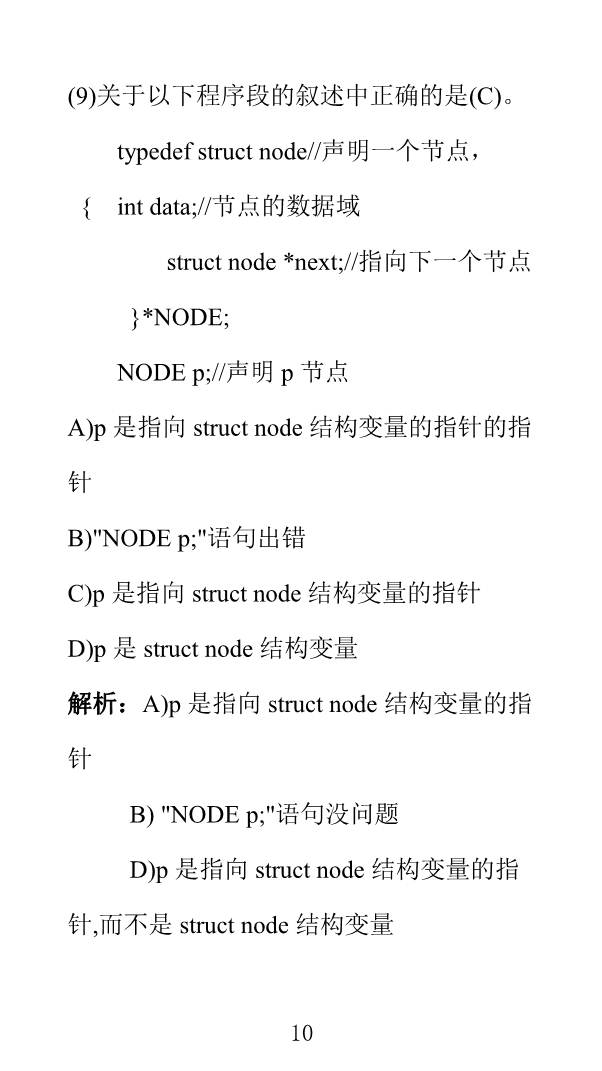 (9)关于以下程序段的叙述中正确的是(C)。
typedef struct node//声明一个节点，
{ int data;//节点的数据域
struct node *next;//指向下一个节点
}*NODE;
NODE p;//声明 p 节点
A)p 是指向 struct node 结构变量的指针的指
针
B)"NODE p;"语句出错
C)p 是指向 struct node 结构变量的指针
D)p 是 struct node 结构变量
解析：A)p 是指向 struct node 结构变量的指
针
B) "NODE p;"语句没问题
D)p 是指向 struct node 结构变量的指
针,而不是 struct node 结构变量
10